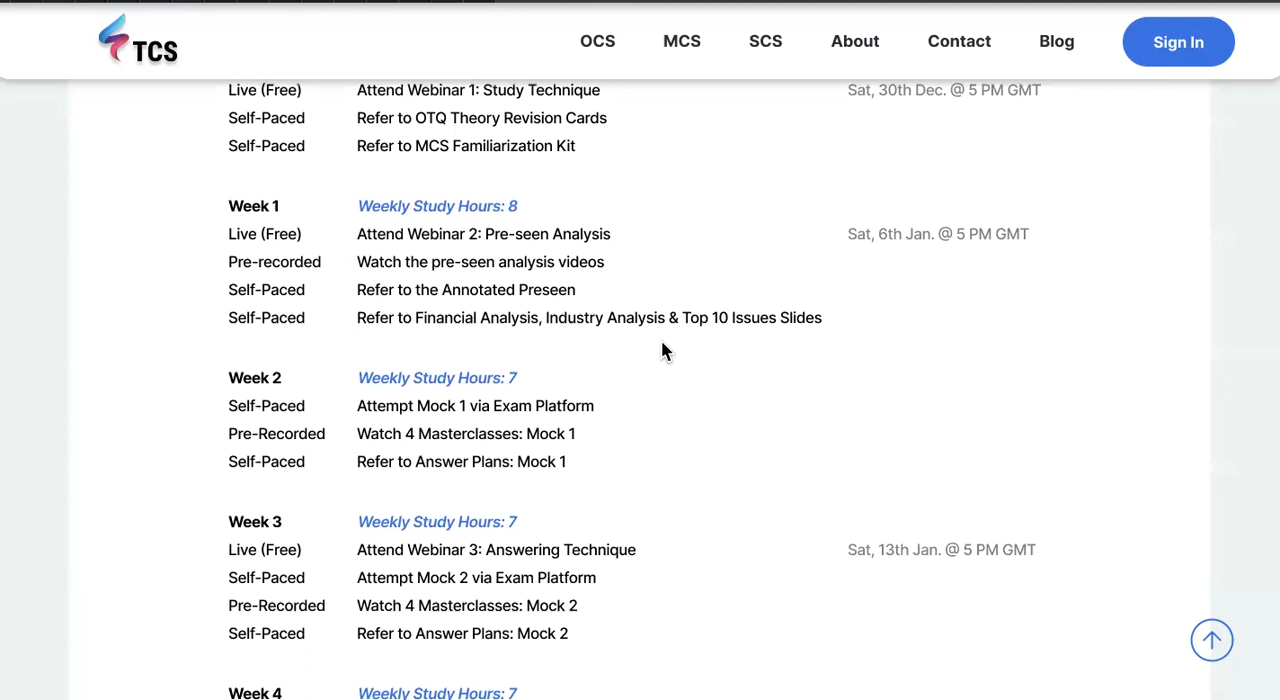 TCS OCS MCS SCS About Contact Blog Sign In
Live (Free) Attend Webinar 1: Study Technique Sat, 30th Dec. @ 5 PM GMT
Self-Paced Refer to OTQ Theory Revision Cards
Self-Paced Refer to MCS Familiarization Kit
Week 1 Weekly Study Hours: 8
Live (Free) Attend Webinar 2: Pre-seen Analysis Sat, 6th Jan. @ 5 PM GMT
Pre-recorded Watch the pre-seen analysis videos
Self-Paced Refer to the Annotated Preseen
Self-Paced Refer to Financial Analysis, Industry Analysis & Top 10 Issues Slides
Week 2 Weekly Study Hours: 7
Self-Paced Attempt Mock 1 via Exam Platform
Pre-Recorded Watch 4 Masterclasses: Mock 1
Self-Paced Refer to Answer Plans: Mock 1
Week 3 Weekly Study Hours: 7
Live (Free) Attend Webinar 3: Answering Technique Sat, 13th Jan. @ 5 PM GMT
Self-Paced Attempt Mock 2 via Exam Platform
Pre-Recorded Watch 4 Masterclasses: Mock 2
Self-Paced Refer to Answer Plans: Mock 2
Week 4 Weekly Study Hours: 7